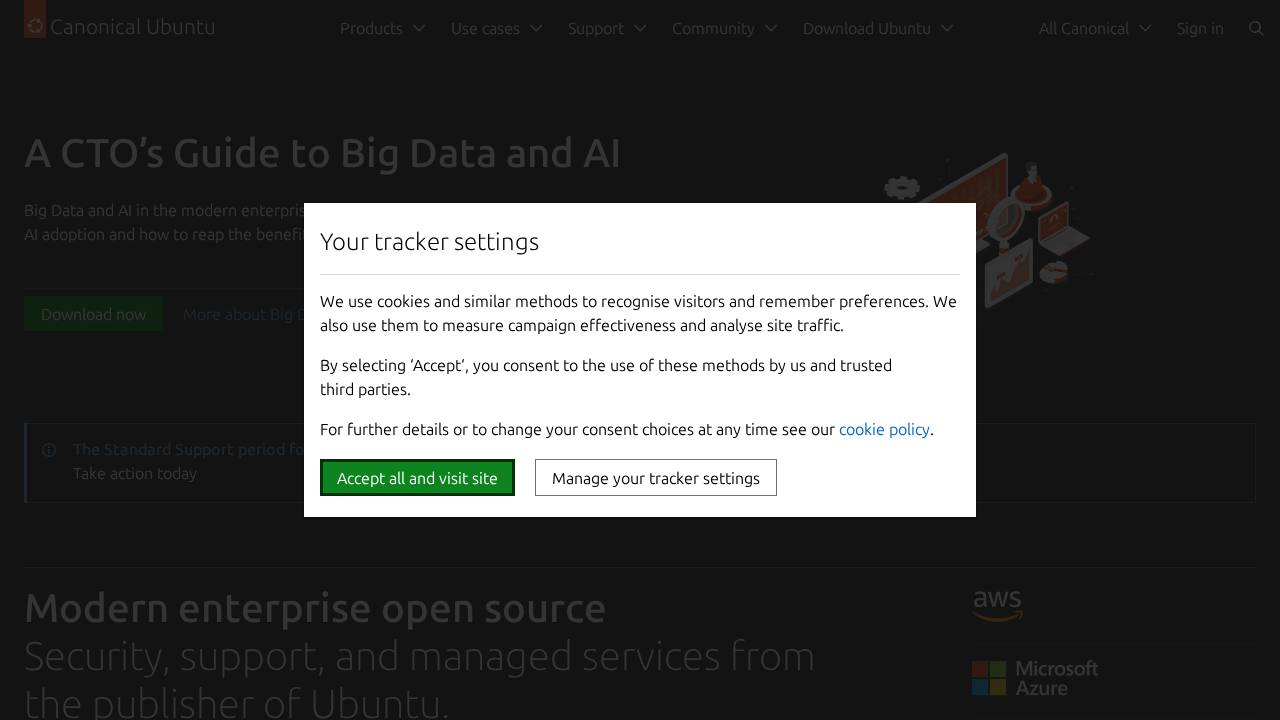 Canonical Ubuntu
Products
Use cases
Support
Community
Download Ubuntu
All Canonical
Sign in
A CTO’s Guide to Big Data and AI
Big Data and AI in the modern enterpris
AI adoption and how to reap the benefit
Download now
More about Big D
Your tracker settings
We use cookies and similar methods to recognise visitors and remember preferences. We
also use them to measure campaign effectiveness and analyse site traffic.
By selecting ‘Accept‘, you consent to the use of these methods by us and trusted
third parties.
For further details or to change your consent choices at any time see our cookie policy.
Accept all and visit site
Manage your tracker settings
The Standard Support period fo
Take action today
Modern enterprise open source
Security, support, and managed services from
the publisher of Ubuntu.
aws
Microsoft
Azure